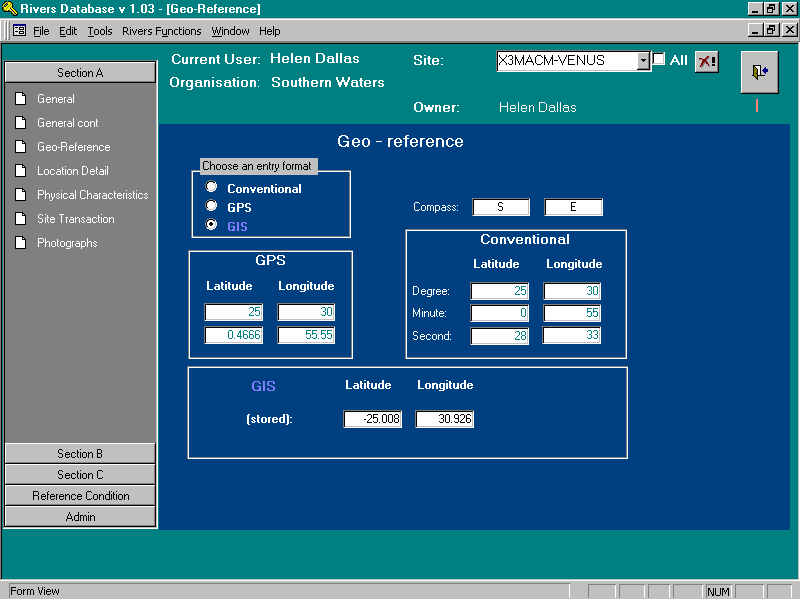 Rivers Database v 1.03 - [Geo-Reference]
File Edit Tools Rivers Functions Window Help
Current User: Helen Dallas
Site: X3MACM-VENUS All
Organisation: Southern Waters
Owner: Helen Dallas
Section A
General
General cont
Geo-Reference
Location Detail
Physical Characteristics
Site Transaction
Photographs
Section B
Section C
Reference Condition
Admin
Geo - reference
Choose an entry format
Conventional
GPS
GIS
Compass: S E
GPS
Latitude Longitude
25 30
0.4666 55.55
Conventional
Latitude Longitude
Degree: 25 30
Minute: 0 55
Second: 28 33
GIS Latitude Longitude
(stored): -25.008 30.926
Form View NUM